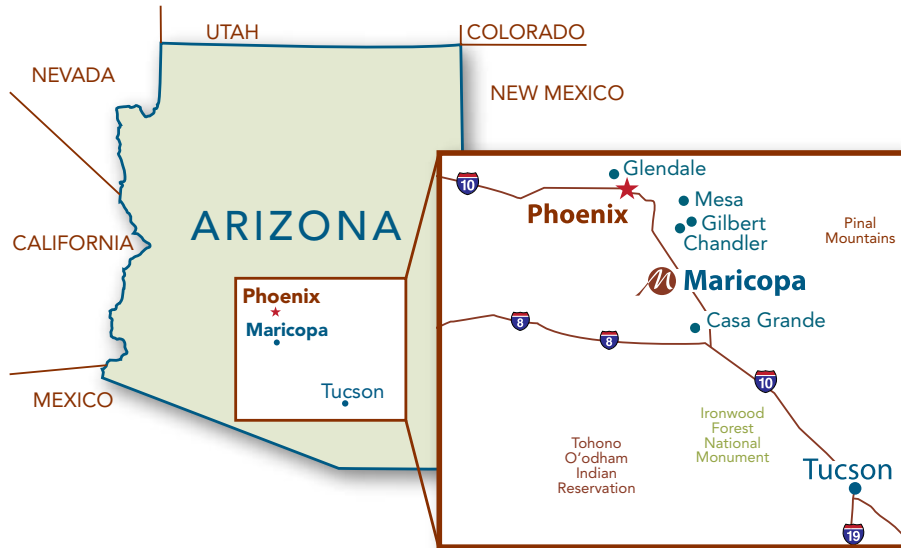 UTAH
COLORADO
NEVADA
NEW MEXICO
CALIFORNIA
ARIZONA
MEXICO
Phoenix
Maricopa
Tucson
10
Glendale
Phoenix
Mesa
Gilbert
Chandler
Pinal
Mountains
M
Maricopa
8
8
Casa Grande
10
Ironwood
Forest
National
Monument
Tohono
O'odham
Indian
Reservation
Tucson
19